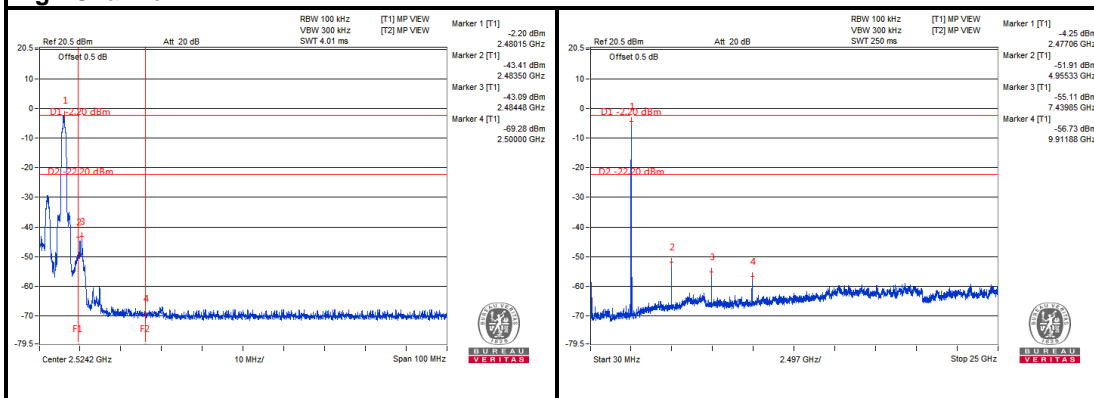 RBW 100 kHz [T1] MP VIEW
VBW 300 kHz [T2] MP VIEW
Ref 20.5 dBm Att 20 dB SWT 4.01 ms
Offset 0.5 dB
20.5
10
0
-10
-20
-30
-40
-50
-60
-70
-79.5
D1 -2.20 dBm
D2 -22.20 dBm
1
2
3
4
F1
F2
Center 2.5242 GHz 10 MHz/ Span 100 MHz
Marker 1 [T1]
-2.20 dBm
2.48015 GHz
Marker 2 [T1]
-43.41 dBm
2.48350 GHz
Marker 3 [T1]
-43.09 dBm
2.48448 GHz
Marker 4 [T1]
-69.28 dBm
2.50000 GHz
BUREAU
VERITAS
RBW 100 kHz [T1] MP VIEW
VBW 300 kHz [T2] MP VIEW
Ref 20.5 dBm Att 20 dB SWT 250 ms
Offset 0.5 dB
20.5
10
0
-10
-20
-30
-40
-50
-60
-70
-79.5
D1 -2.20 dBm
D2 -22.20 dBm
1
2
3
4
Start 30 MHz 2.497 GHz/ Stop 25 GHz
Marker 1 [T1]
-4.25 dBm
2.47706 GHz
Marker 2 [T1]
-51.91 dBm
4.95533 GHz
Marker 3 [T1]
-55.11 dBm
7.43985 GHz
Marker 4 [T1]
-56.73 dBm
9.91188 GHz
BUREAU
VERITAS